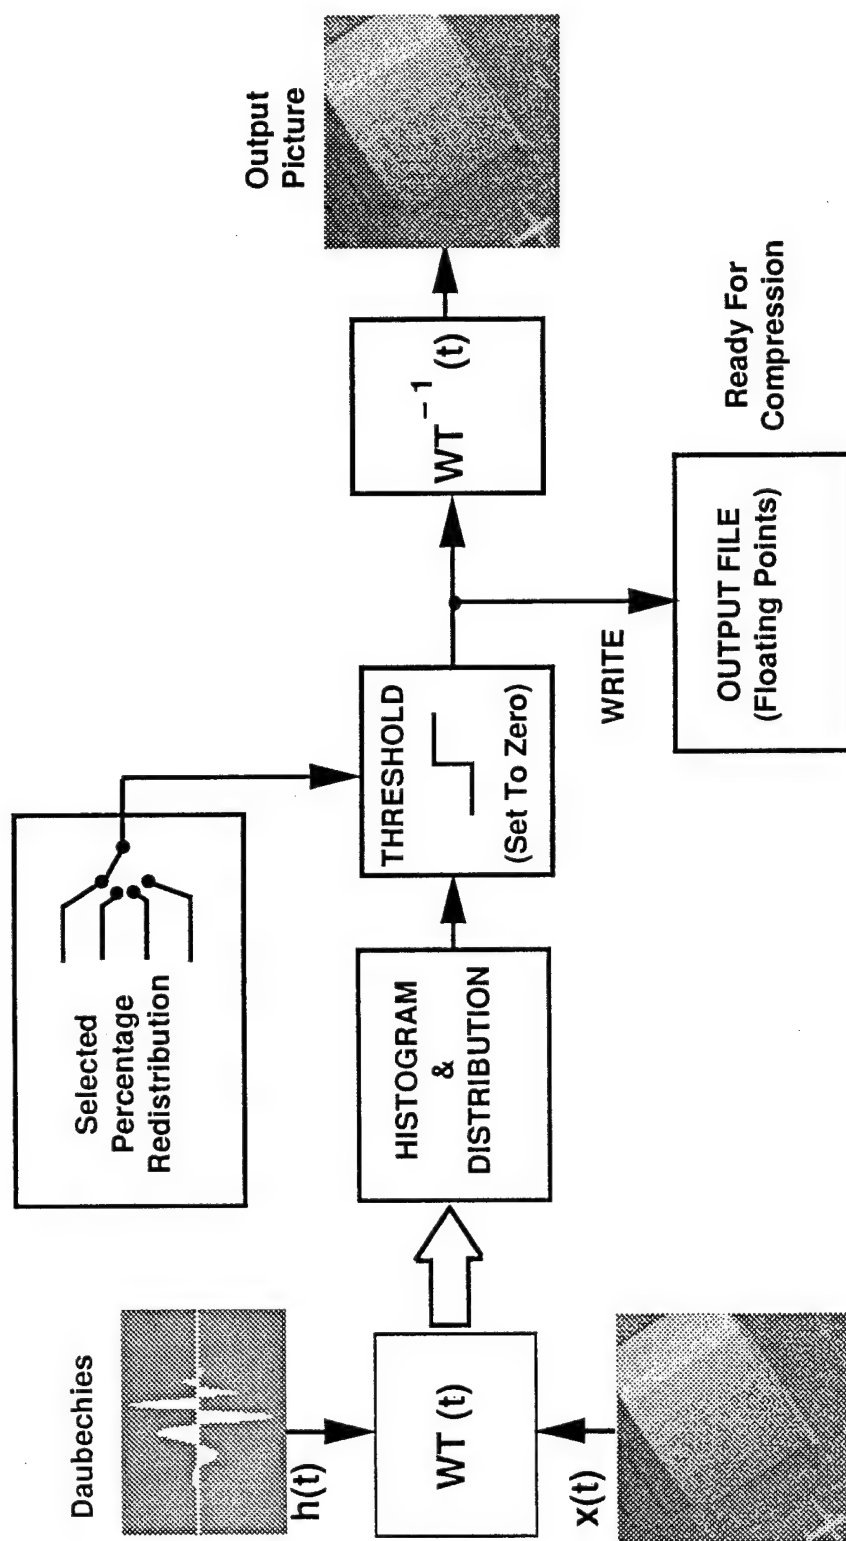 Daubechies
h(t)
WT (t)
x(t)
Selected
Percentage
Redistribution
HISTOGRAM
&
DISTRIBUTION
THRESHOLD
(Set To Zero)
WRITE
WT⁻¹ (t)
OUTPUT FILE
(Floating Points)
Ready For
Compression
Output
Picture